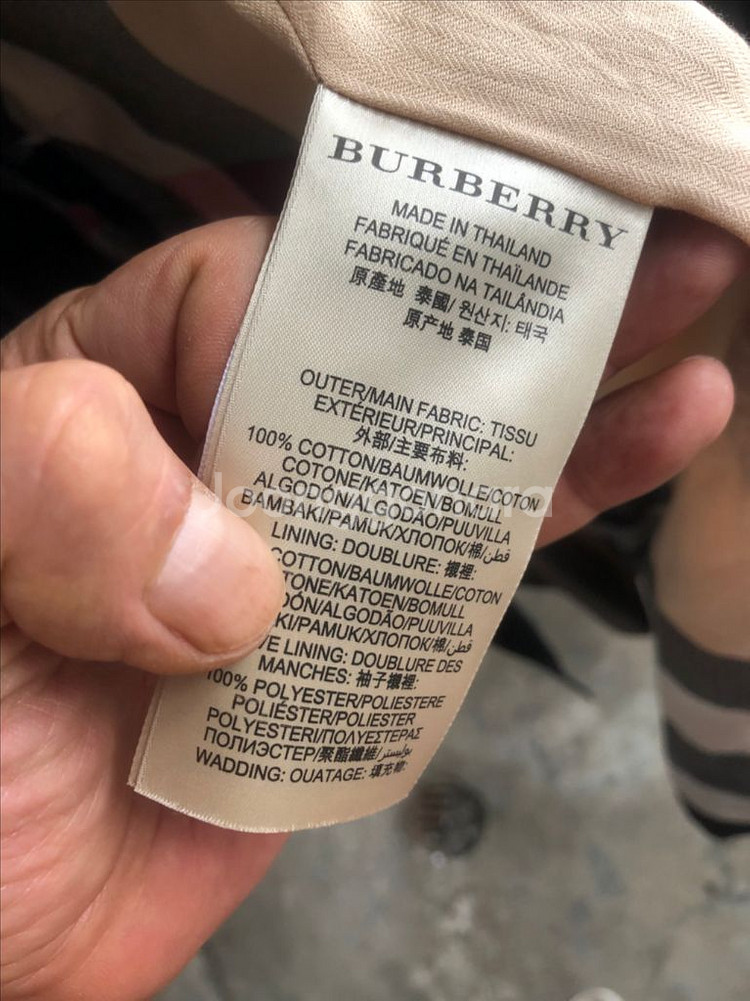 BURBERRY
MADE IN THAILAND
FABRIQUÉ EN THAÏLANDE
FABRICADO NA TAILÂNDIA
原產地 泰國/ 원산지: 태국
原产地 泰国
OUTER/MAIN FABRIC: TISSU
EXTÉRIEUR/PRINCIPAL:
外部/主要布料:
100% COTTON/BAUMWOLLE/COTON
COTONE/KATOEN/BOMULL
ALGODÓN/ALGODÃO/PUUVILLA
BAMBAKI/PAMUK/ХЛОПОК/棉/قطن
LINING: DOUBLURE: 襯裡:
COTTON/BAUMWOLLE/COTON
TONE/KATOEN/BOMULL
DÓN/ALGODÃO/PUUVILLA
KI/PAMUK/ХЛОПОК/棉/قطن
VE LINING: DOUBLURE DES
MANCHES: 袖子襯裡:
100% POLYESTER/POLIESTERE
POLIÉSTER/POLIESTER
POLYESTERI/ΠΟΛΥΕΣΤΕΡΑΣ
ПОЛИЭСТЕР/聚酯纖維/بوليستر
WADDING: OUATAGE: 填充綿: